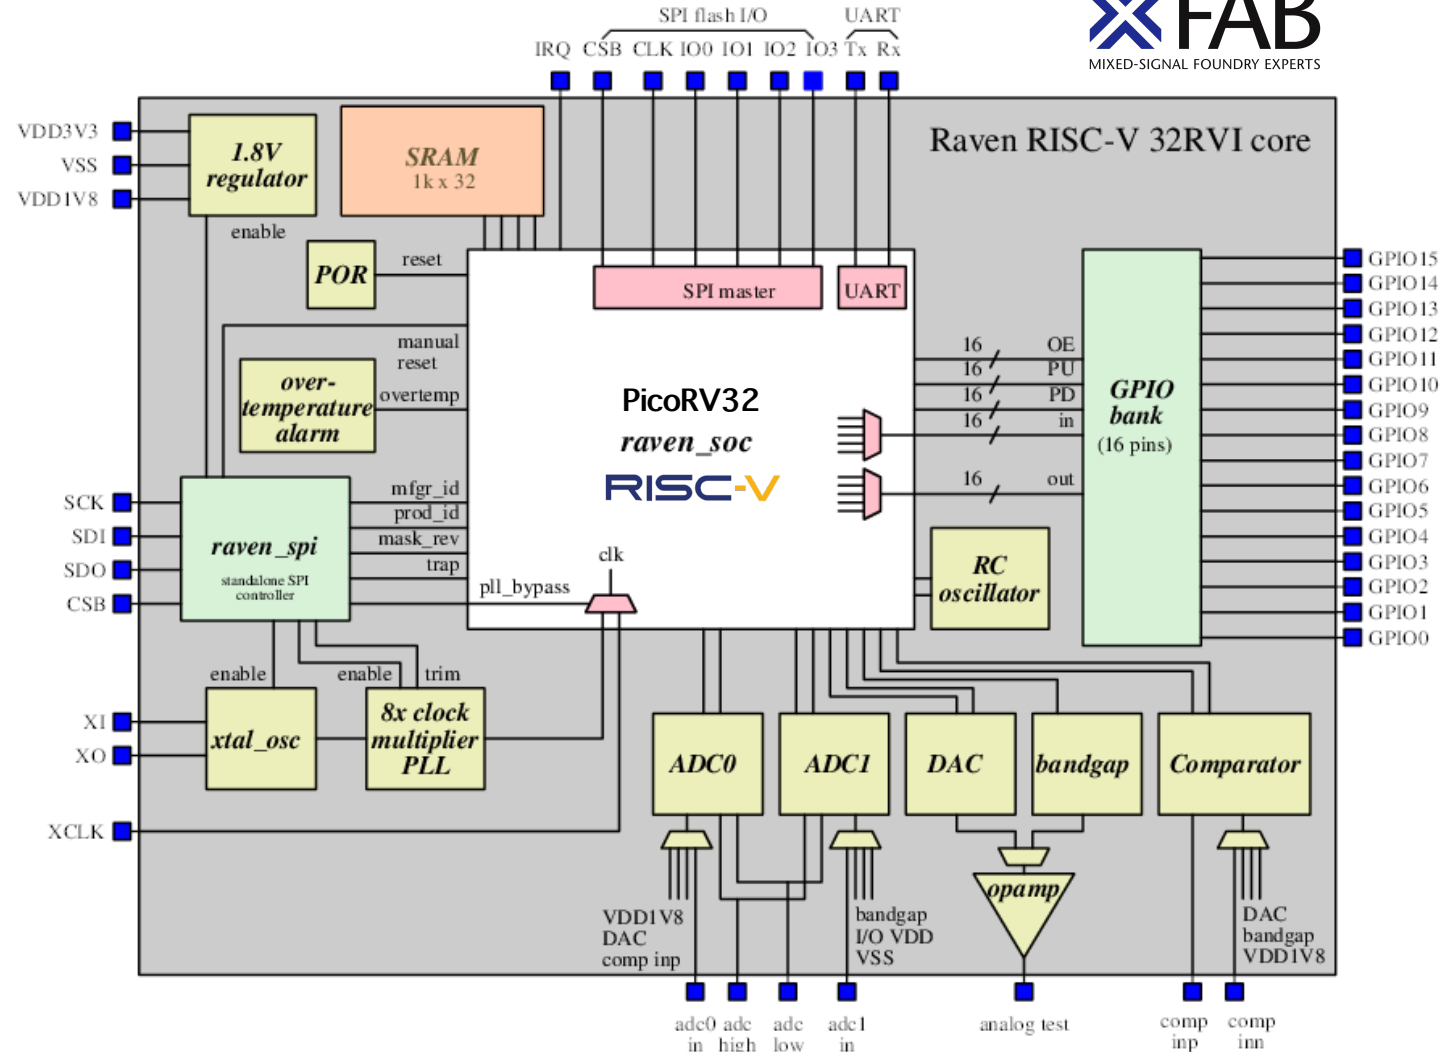 FAB
MIXED-SIGNAL FOUNDRY EXPERTS
SPI flash I/O
UART
IRQ CSB CLK IO0 IO1 IO2 IO3 Tx Rx
Raven RISC-V 32RVI core
VDD3V3
VSS
VDD1V8
1.8V
regulator
enable
SRAM
1k x 32
POR
reset
SPI master
UART
manual
reset
over-
temperature
alarm
overtemp
PicoRV32
raven_soc
RISC-V
16 OE
16 PU
16 PD
16 in
16 out
GPIO
bank
(16 pins)
GPIO15
GPIO14
GPIO13
GPIO12
GPIO11
GPIO10
GPIO9
GPIO8
GPIO7
GPIO6
GPIO5
GPIO4
GPIO3
GPIO2
GPIO1
GPIO0
SCK
SDI
SDO
CSB
raven_spi
standalone SPI
controller
mfgr_id
prod_id
mask_rev
trap
pll_bypass
clk
RC
oscillator
enable
enable
trim
XI
XO
XCLK
xtal_osc
8x clock
multiplier
PLL
ADC0
ADC1
DAC
bandgap
Comparator
VDD1V8
DAC
comp inp
bandgap
I/O VDD
VSS
opamp
DAC
bandgap
VDD1V8
adc0
in
adc
high
adc
low
adc1
in
analog test
comp
inp
comp
inn